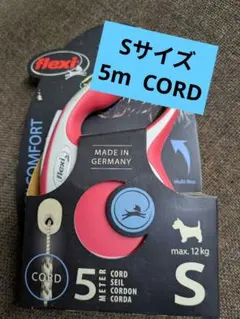 Sサイズ
5m CORD
flexi
COMFORT
flexi
MADE IN
GERMANY
max. 12 kg
CORD
5
METER
CORD
SEIL
CORDON
CORDA
S